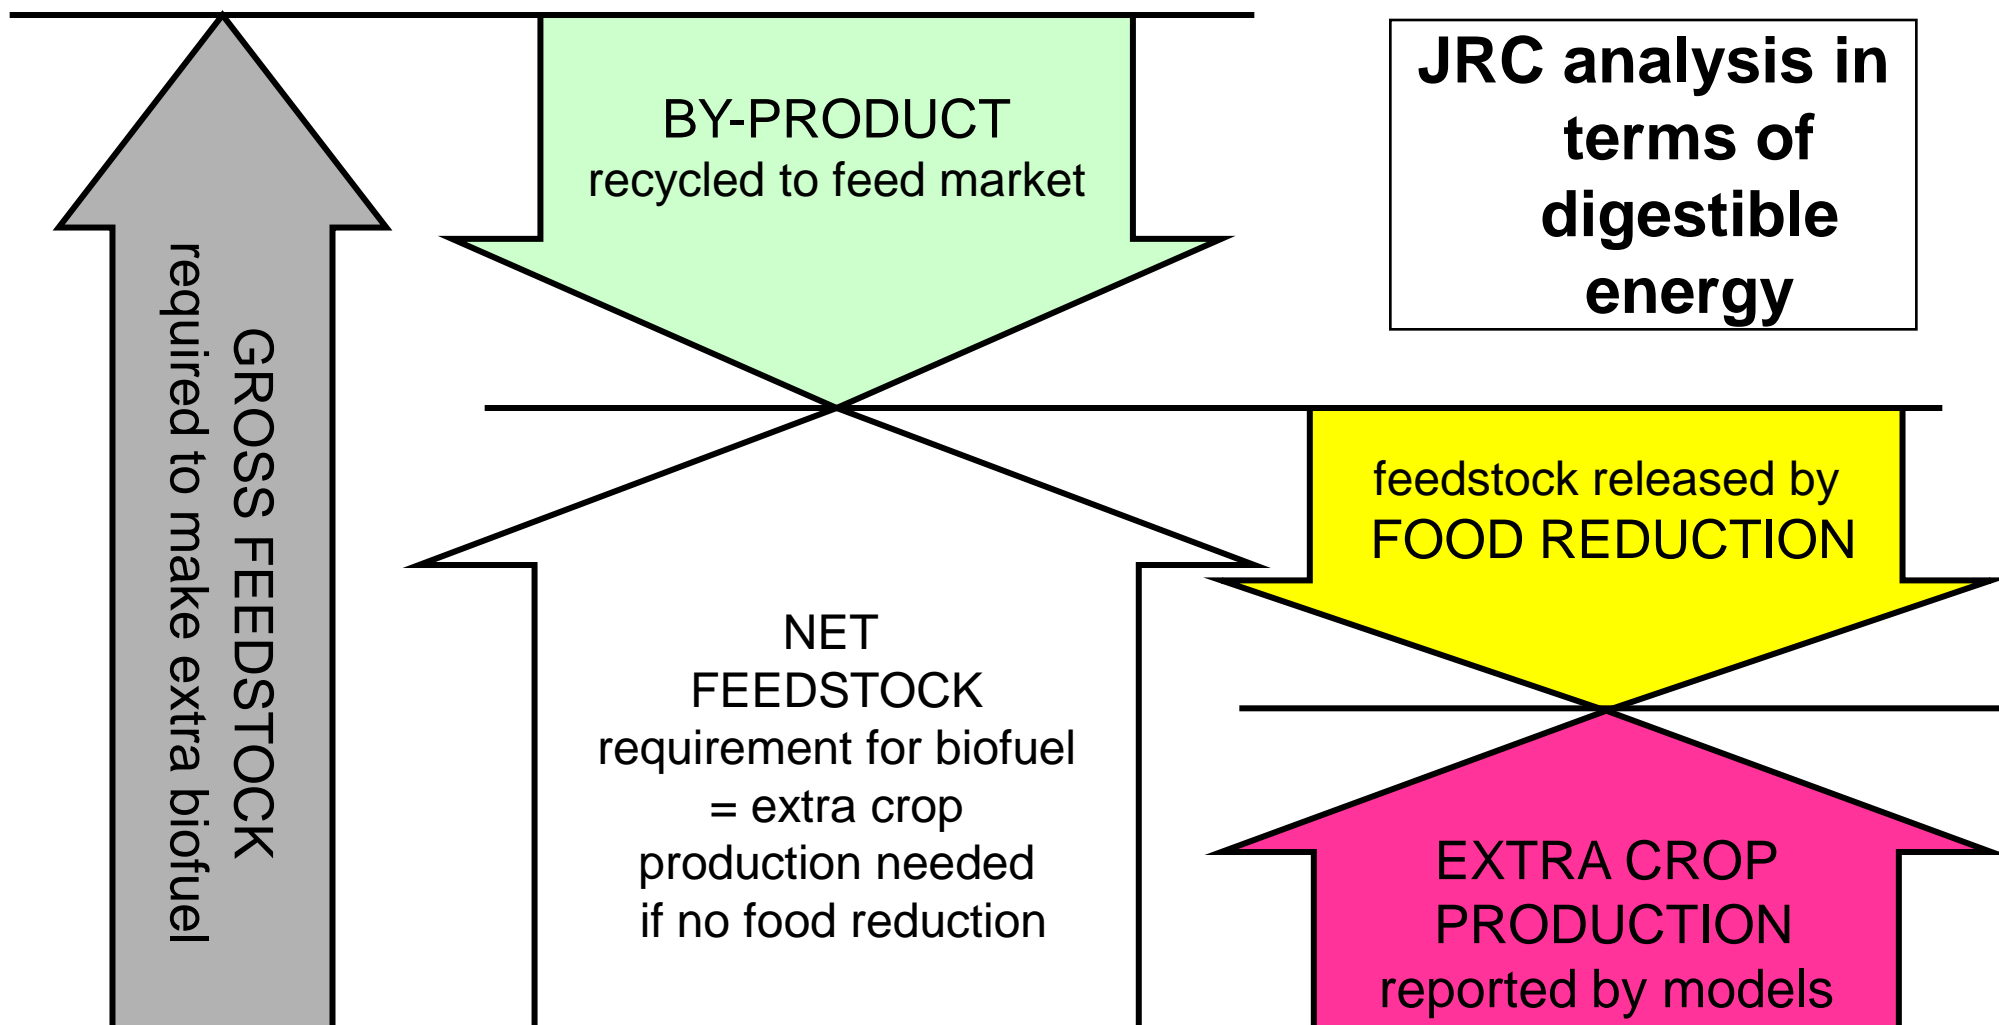 GROSS FEEDSTOCK
required to make extra biofuel
BY-PRODUCT
recycled to feed market
JRC analysis in
terms of
digestible
energy
NET
FEEDSTOCK
requirement for biofuel
= extra crop
production needed
if no food reduction
feedstock released by
FOOD REDUCTION
EXTRA CROP
PRODUCTION
reported by models